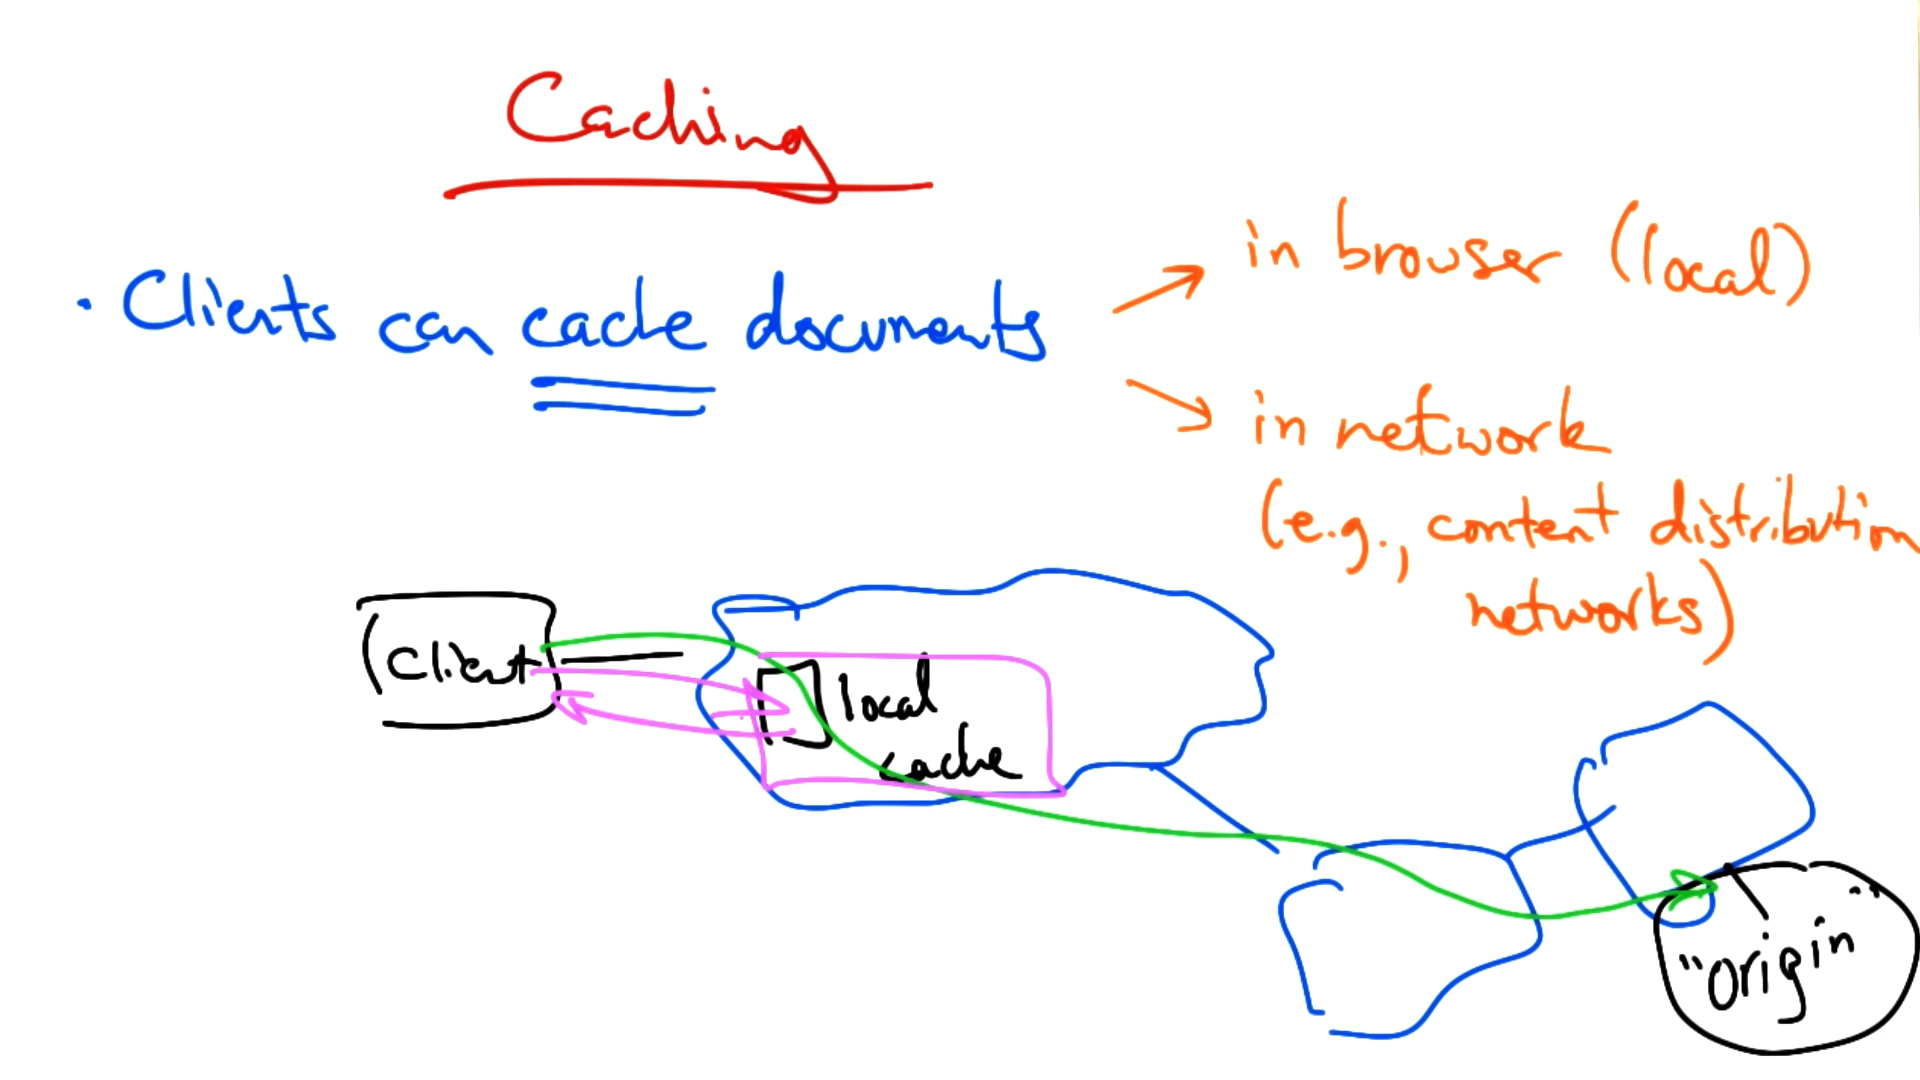 Caching
· Clients can cache documents
in browser (local)
in network
(e.g., content distribution
networks)
Client
local
cache
"origin"